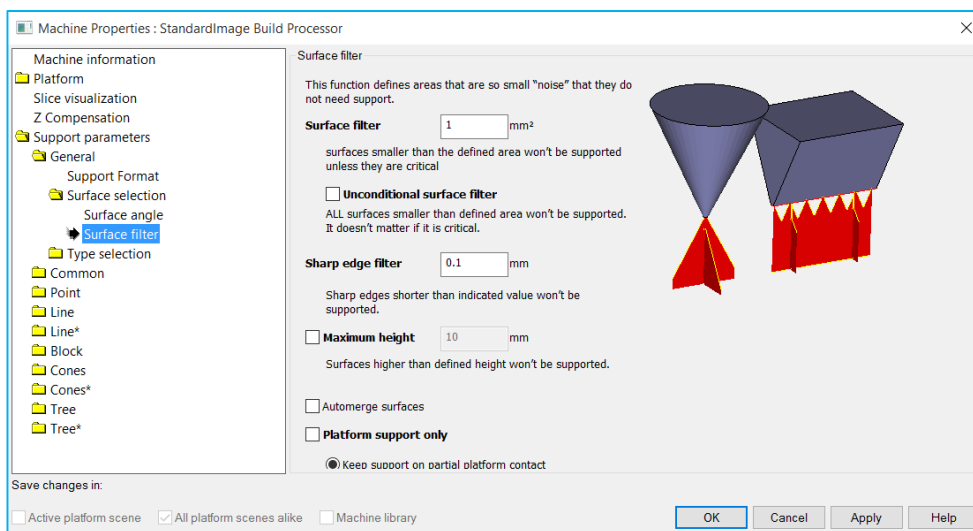 Machine Properties : StandardImage Build Processor
Machine information
Platform
Slice visualization
Z Compensation
Support parameters
General
Support Format
Surface selection
Surface angle
Surface filter
Type selection
Common
Point
Line
Line*
Block
Cones
Cones*
Tree
Tree*
Surface filter
This function defines areas that are so small "noise" that they do
not need support.
Surface filter 1 mm²
surfaces smaller than the defined area won't be supported
unless they are critical
Unconditional surface filter
ALL surfaces smaller than defined area won't be supported.
It doesn't matter if it is critical.
Sharp edge filter 0.1 mm
Sharp edges shorter than indicated value won't be
supported.
Maximum height 10 mm
Surfaces higher than defined height won't be supported.
Automerge surfaces
Platform support only
Keep support on partial platform contact
Save changes in:
Active platform scene All platform scenes alike Machine library
OK Cancel Apply Help